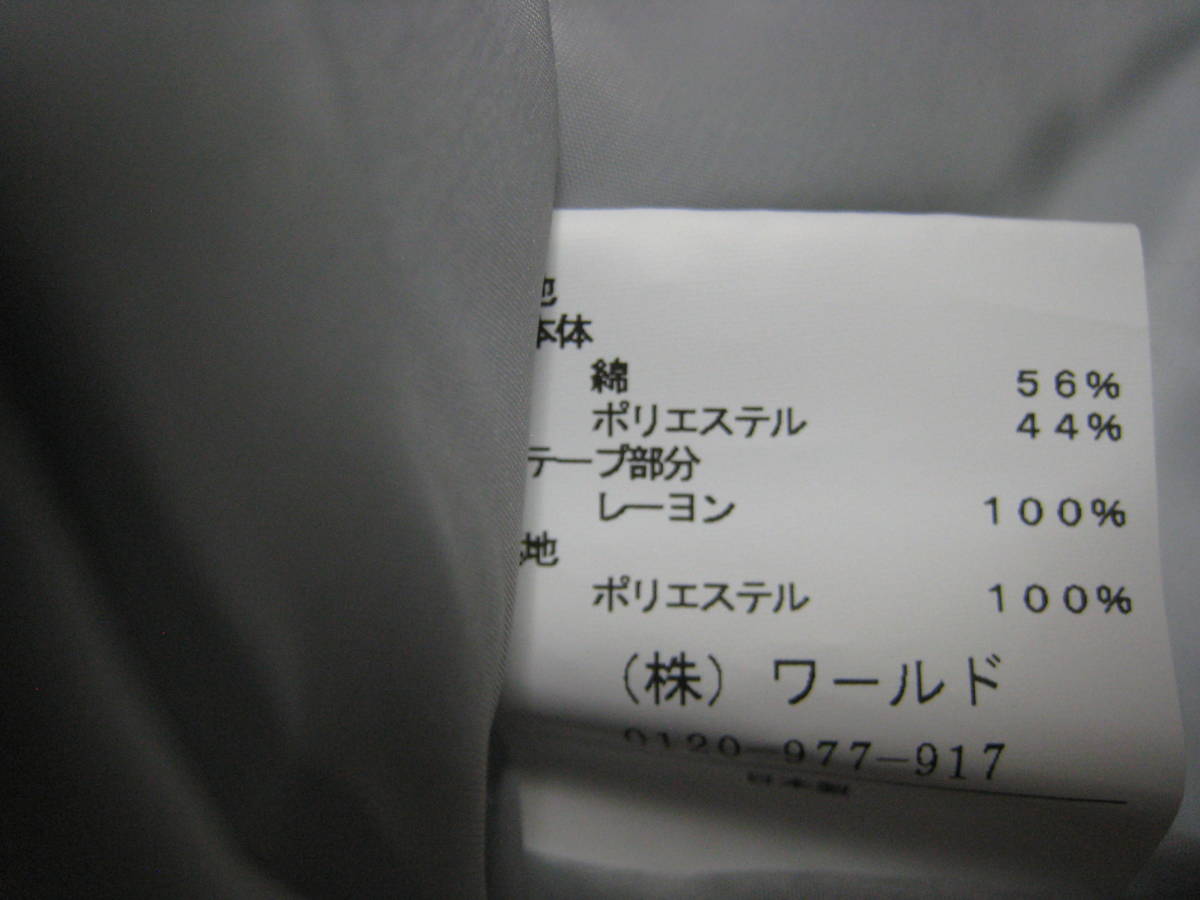 地
本体
綿 56%
ポリエステル 44%
テープ部分
レーヨン 100%
地
ポリエステル 100%
(株) ワールド
0120-977-917
日本製